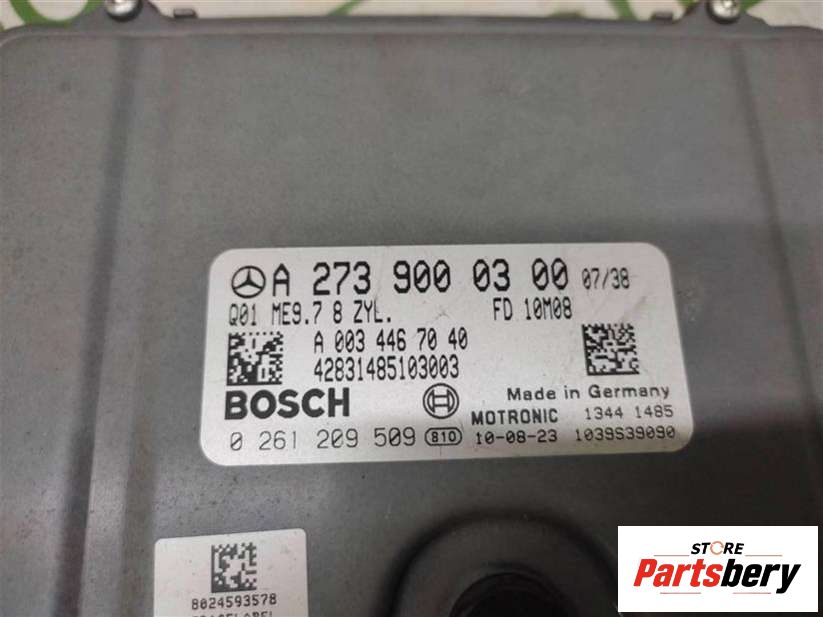 A 273 900 03 00 07/38
Q01 ME9.7 8 ZYL. FD 10M08
A 003 446 70 40
42831485103003
BOSCH
Made in Germany
MOTRONIC 1344 1485
0 261 209 509 810 10-08-23 1039S39090
8024593578
STORE
Partsbery